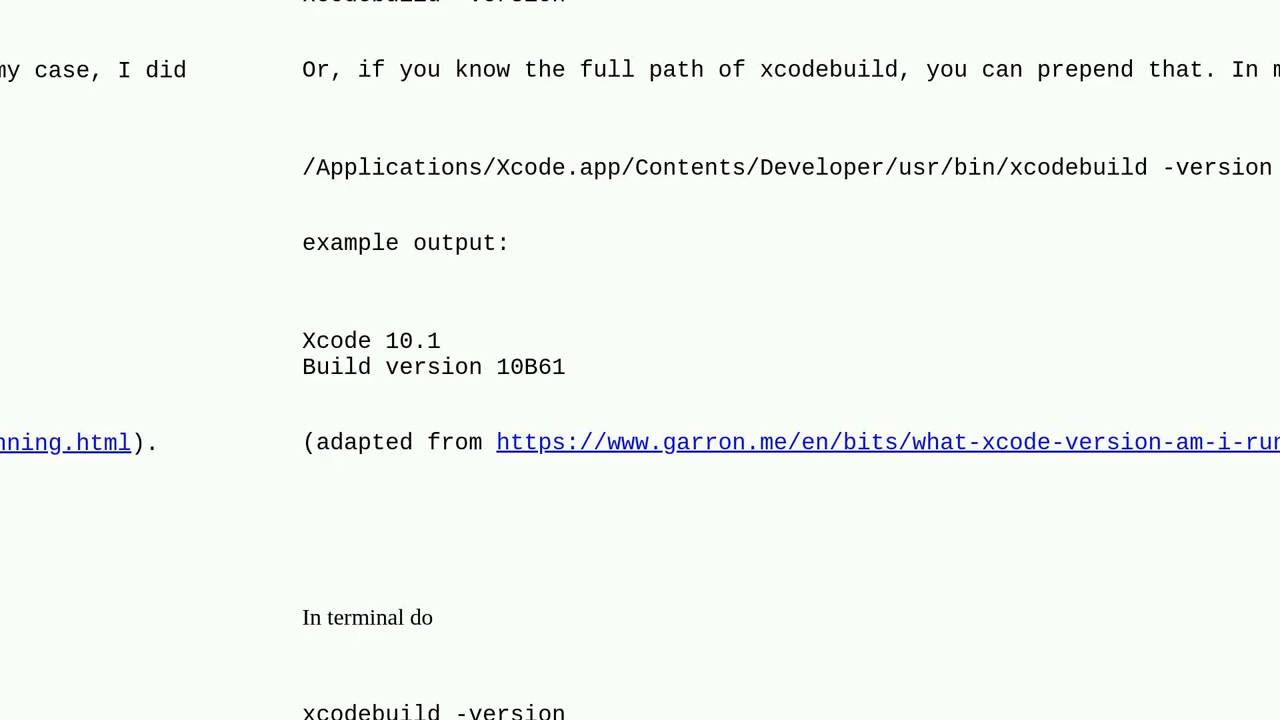 xcodebuild -version
my case, I did
Or, if you know the full path of xcodebuild, you can prepend that. In m
/Applications/Xcode.app/Contents/Developer/usr/bin/xcodebuild -version
example output:
Xcode 10.1
Build version 10B61
nning.html).
(adapted from https://www.garron.me/en/bits/what-xcode-version-am-i-run
In terminal do
xcodebuild -version